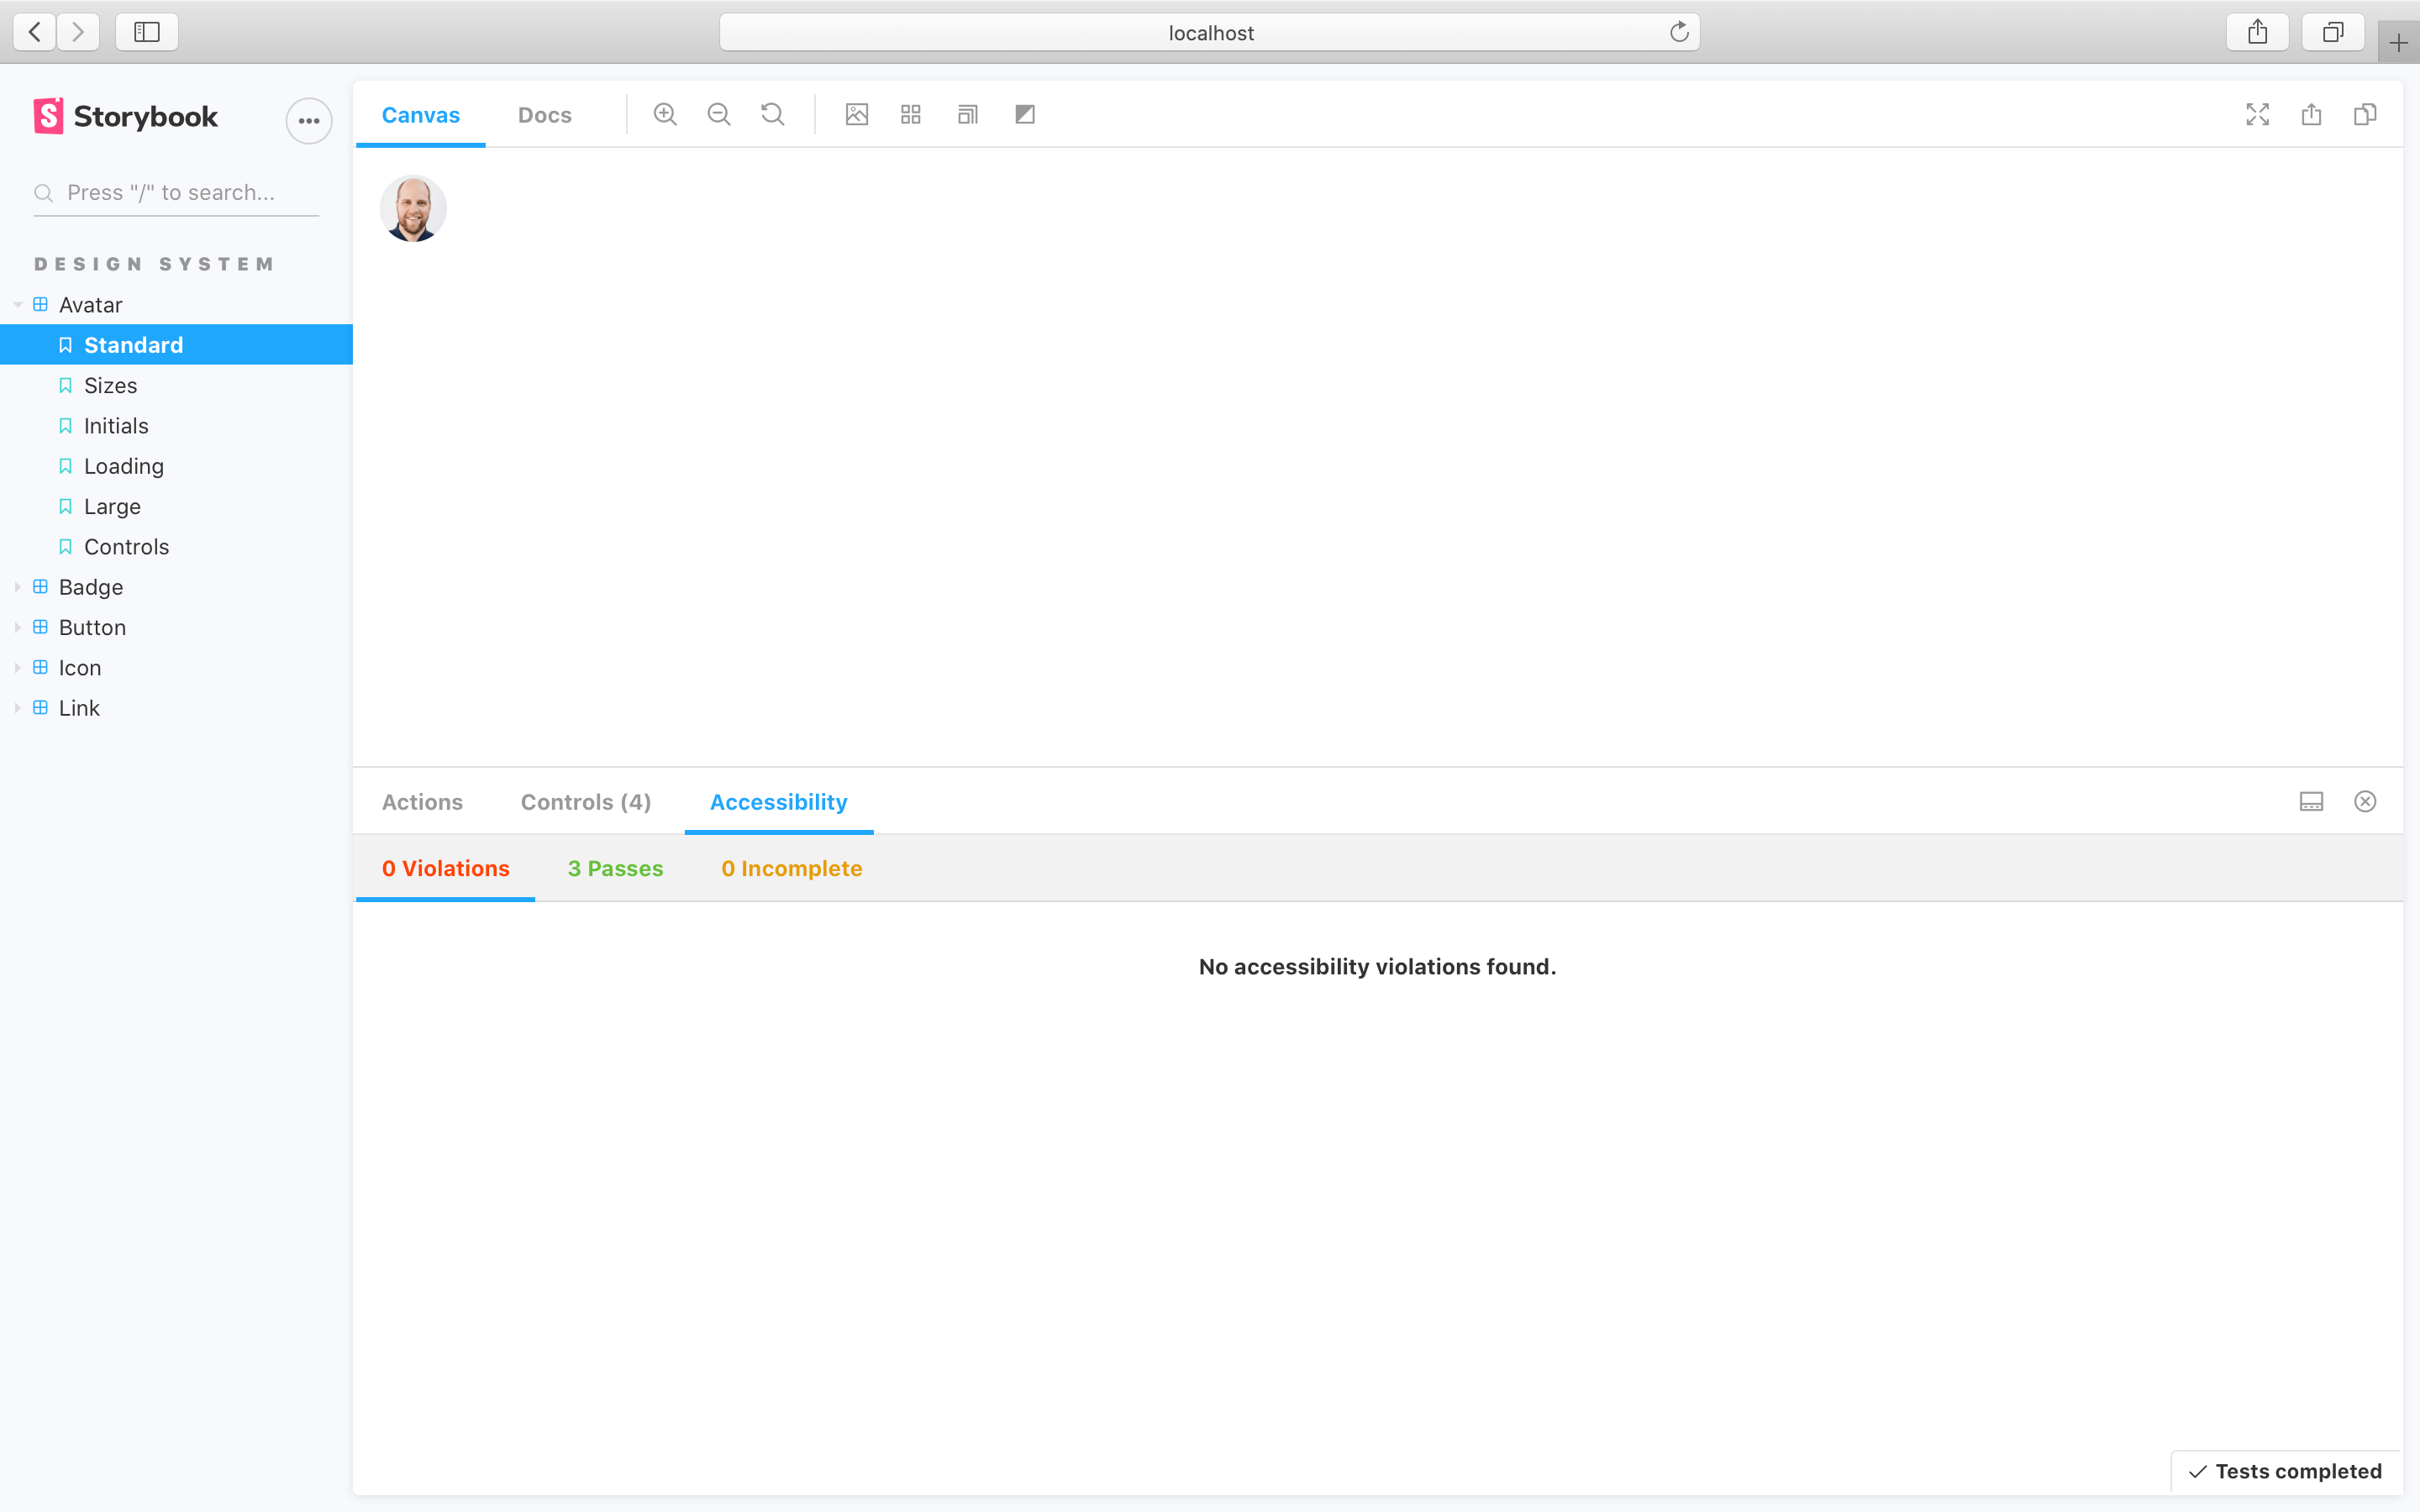 localhost
Storybook
Canvas
Docs
Press "/" to search...
DESIGN SYSTEM
Avatar
Standard
Sizes
Initials
Loading
Large
Controls
Badge
Button
Icon
Link
Actions
Controls (4)
Accessibility
0 Violations
3 Passes
0 Incomplete
No accessibility violations found.
Tests completed